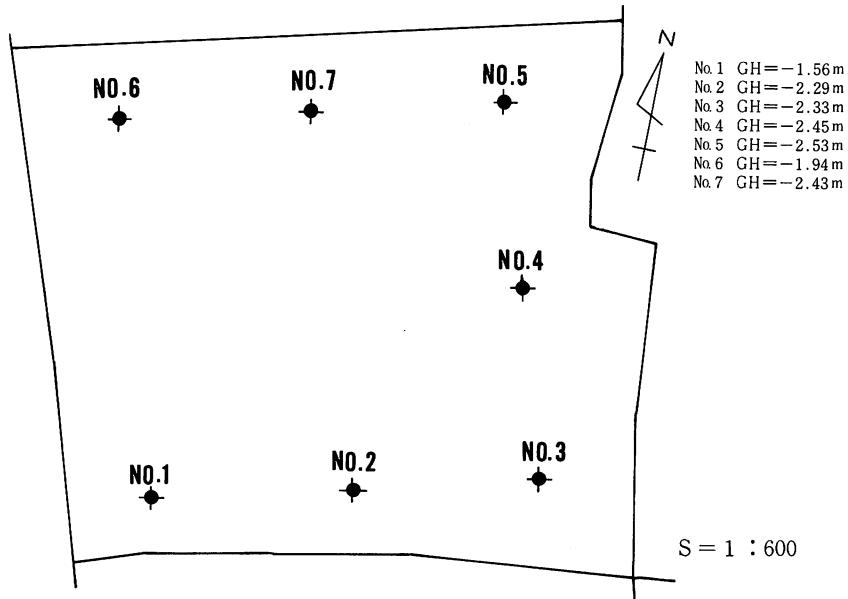 N
NO.6
NO.7
NO.5
No.1 GH=-1.56m
No.2 GH=-2.29m
No.3 GH=-2.33m
No.4 GH=-2.45m
No.5 GH=-2.53m
No.6 GH=-1.94m
No.7 GH=-2.43m
NO.4
NO.1
NO.2
NO.3
S=1:600